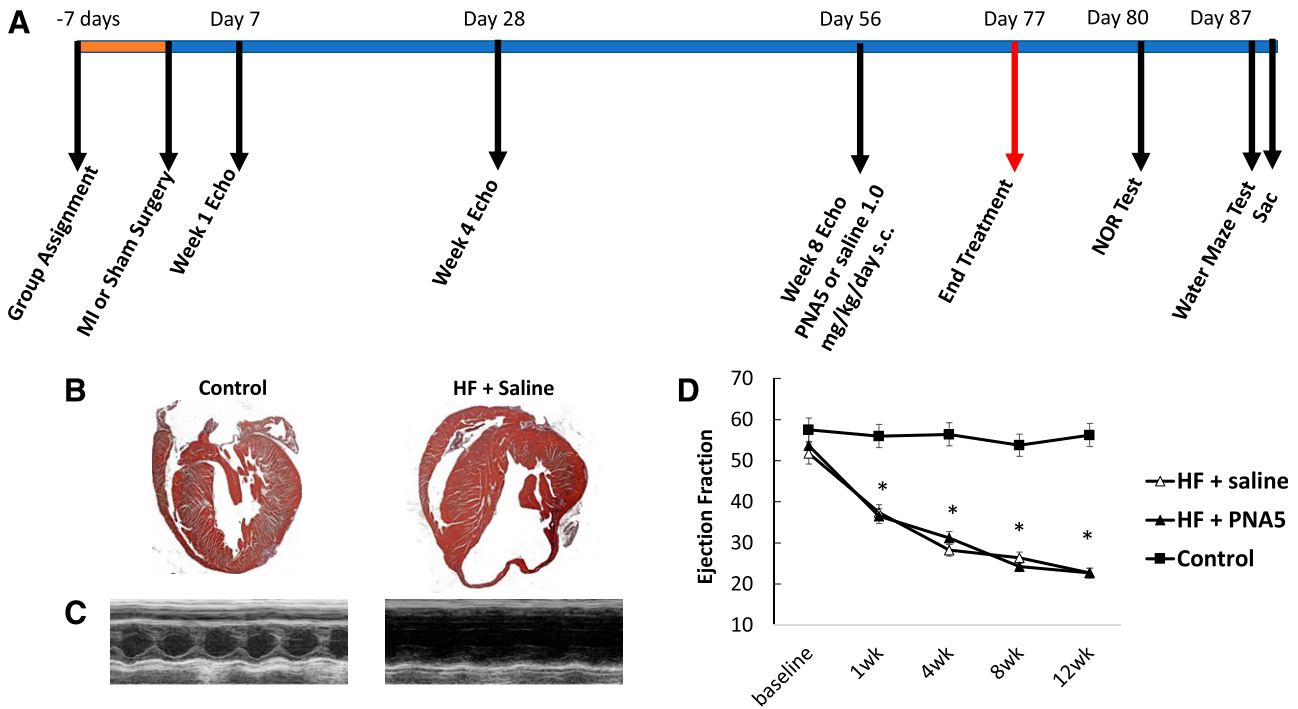 A
-7 days
Day 7
Day 28
Day 56
Day 77
Day 80
Day 87
Group Assignment
MI or Sham Surgery
Week 1 Echo
Week 4 Echo
Week 8 Echo
PNA5 or saline 1.0
mg/kg/day s.c.
End Treatment
NOR Test
Water Maze Test
Sac
B
Control
HF + Saline
C
D
Ejection Fraction
70
60
50
40
30
20
10
*
*
*
*
baseline
1wk
4wk
8wk
12wk
HF + saline
HF + PNA5
Control